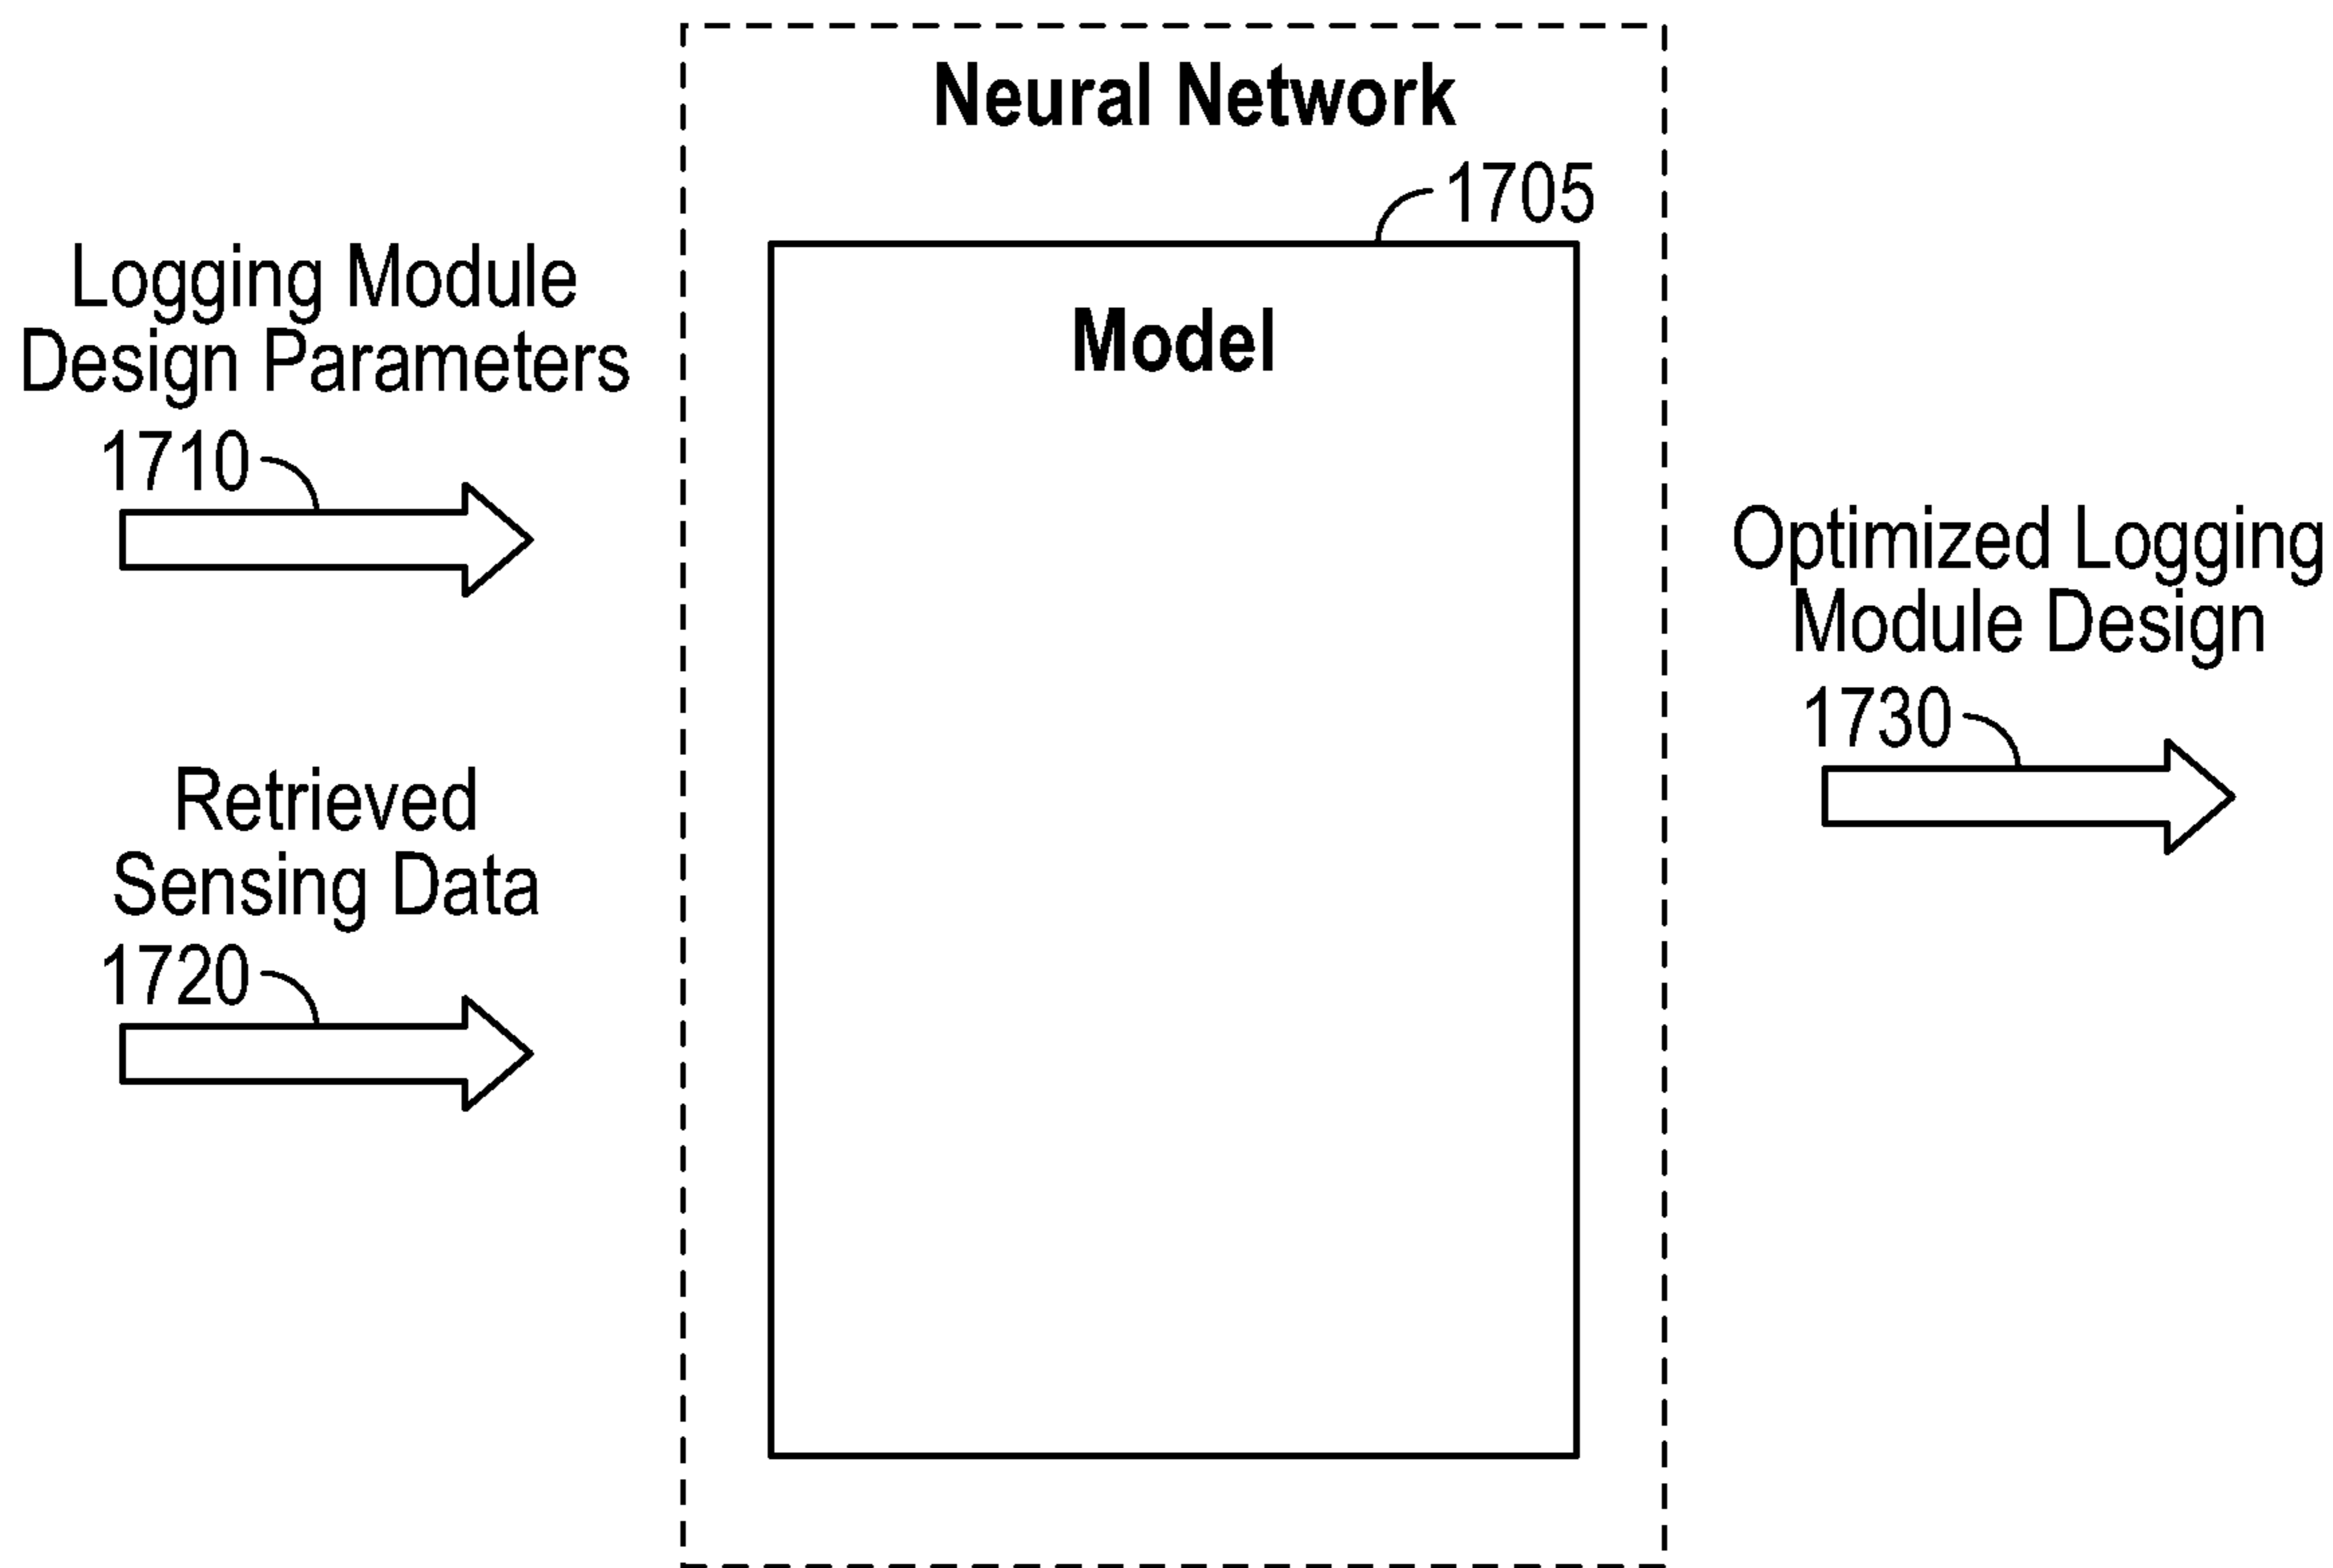 Neural Network
1705
Model
Logging Module
Design Parameters
1710
Retrieved
Sensing Data
1720
Optimized Logging
Module Design
1730